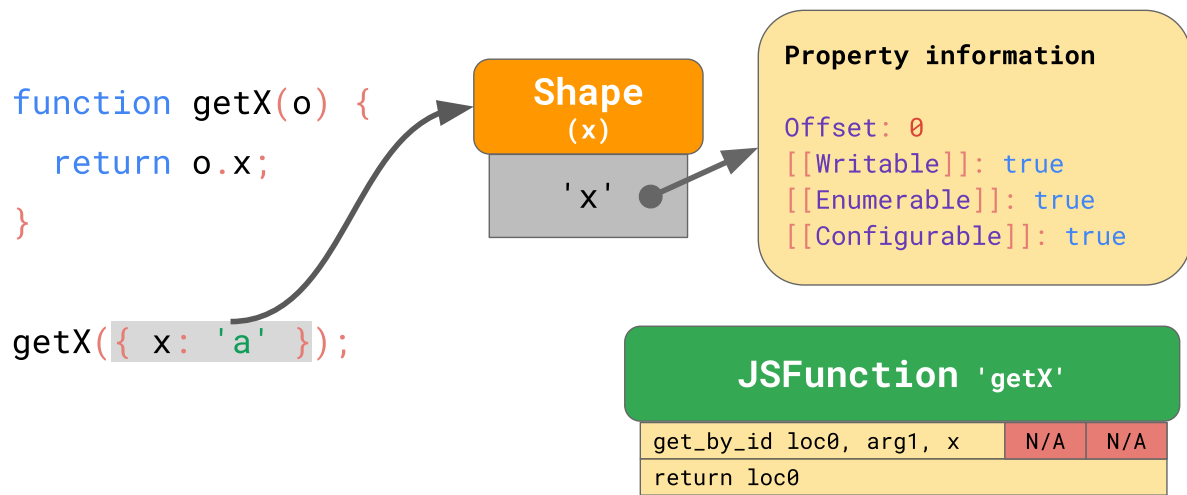 function getX(o) {
  return o.x;
}
getX({ x: 'a' });
Shape
(x)
'x'
Property information
Offset: 0
[[Writable]]: true
[[Enumerable]]: true
[[Configurable]]: true
JSFunction 'getX'
get_by_id loc0, arg1, x N/A N/A
return loc0